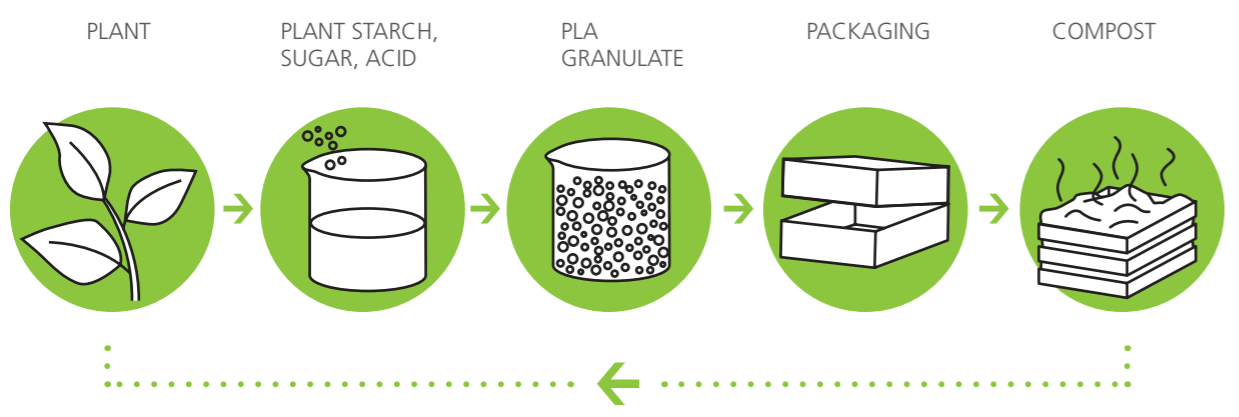 PLANT
PLANT STARCH,
SUGAR, ACID
PLA
GRANULATE
PACKAGING
COMPOST